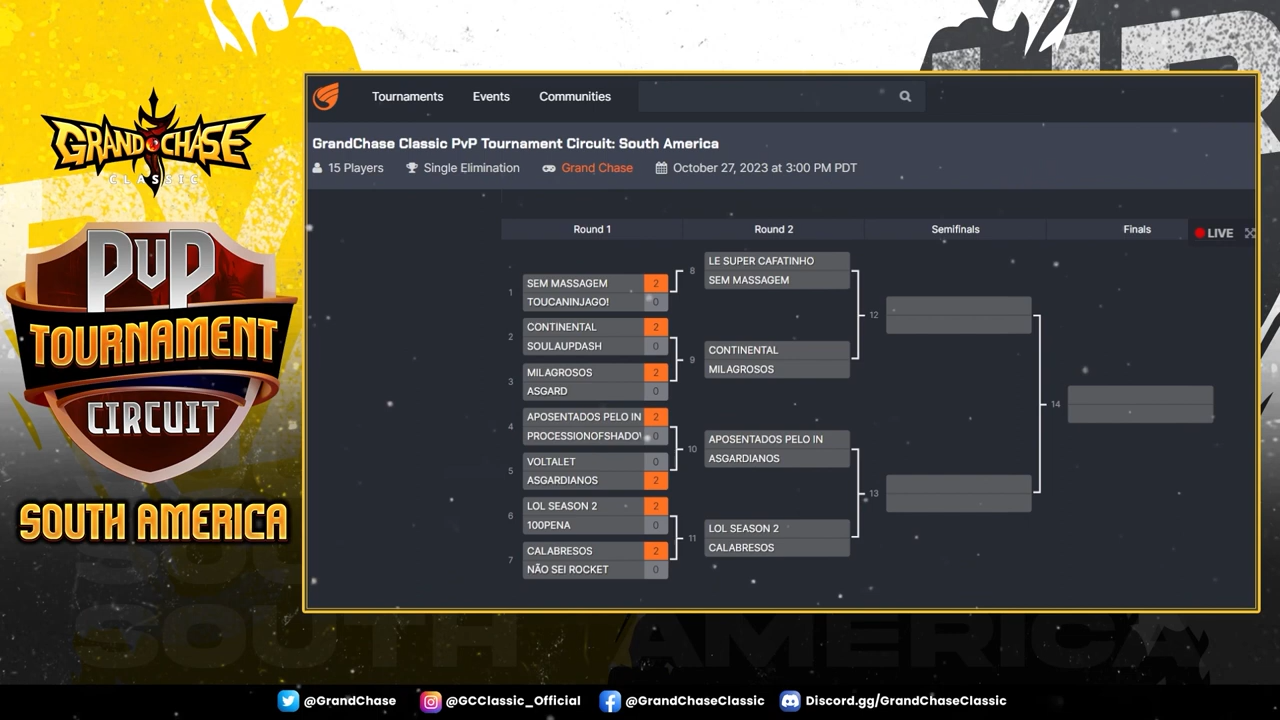 GRANDCHASE
CLASSIC
PVP
TOURNAMENT
CIRCUIT
SOUTH AMERICA
Tournaments Events Communities
GrandChase Classic PvP Tournament Circuit: South America
15 Players Single Elimination Grand Chase October 27, 2023 at 3:00 PM PDT
Round 1 Round 2 Semifinals Finals LIVE
1
SEM MASSAGEM 2
TOUCANINJAGO! 0
2
CONTINENTAL 2
SOULAUPDASH 0
3
MILAGROSOS 2
ASGARD 0
4
APOSENTADOS PELO IN 2
PROCESSIONOFSHADOW 0
5
VOLTALET 0
ASGARDIANOS 2
6
LOL SEASON 2 2
100PENA 0
7
CALABRESOS 2
NÃO SEI ROCKET 0
8
LE SUPER CAFATINHO
SEM MASSAGEM
9
CONTINENTAL
MILAGROSOS
10
APOSENTADOS PELO IN
ASGARDIANOS
11
LOL SEASON 2
CALABRESOS
12
13
14
SOUTH AMERICA
@GrandChase @GCClassic_Official @GrandChaseClassic Discord.gg/GrandChaseClassic